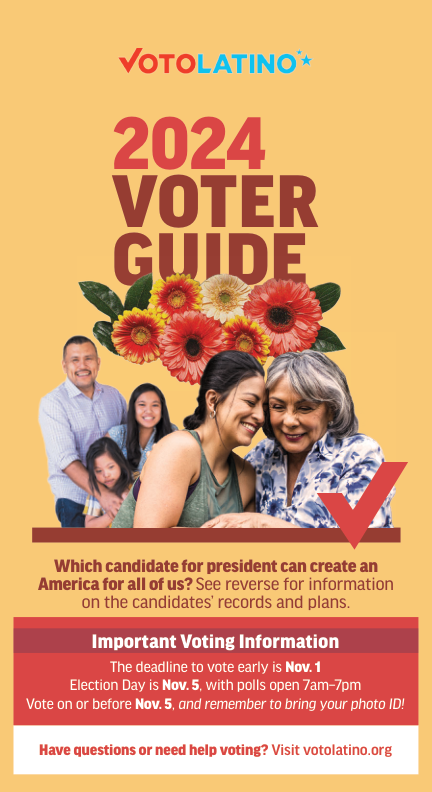 VOTOLATINO
2024
VOTER
GUIDE
Which candidate for president can create an
America for all of us? See reverse for information
on the candidates' records and plans.
Important Voting Information
The deadline to vote early is Nov. 1
Election Day is Nov. 5, with polls open 7am–7pm
Vote on or before Nov. 5, and remember to bring your photo ID!
Have questions or need help voting? Visit votolatino.org